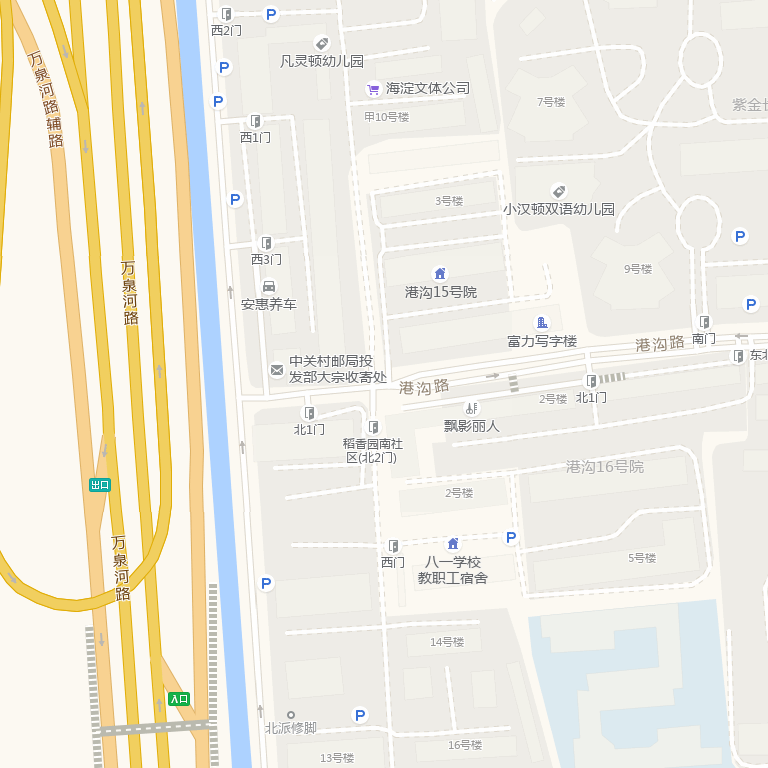 西2门
P
凡灵顿幼儿园
万泉河路辅路
P
海淀文体公司
P
7号楼
紫金长
甲10号楼
西1门
P
3号楼
小汉顿双语幼儿园
西3门
P
万泉河路
9号楼
安惠养车
港沟15号院
P
南门
富力写字楼
港沟路
东北
中关村邮局投
发部大宗收寄处
港沟路
北1门
2号楼
北1门
飘影丽人
稻香园南社
区(北2门)
港沟16号院
出口
2号楼
万泉河路
P
西门
八一学校
教职工宿舍
5号楼
P
14号楼
入口
P
北派修脚
16号楼
13号楼